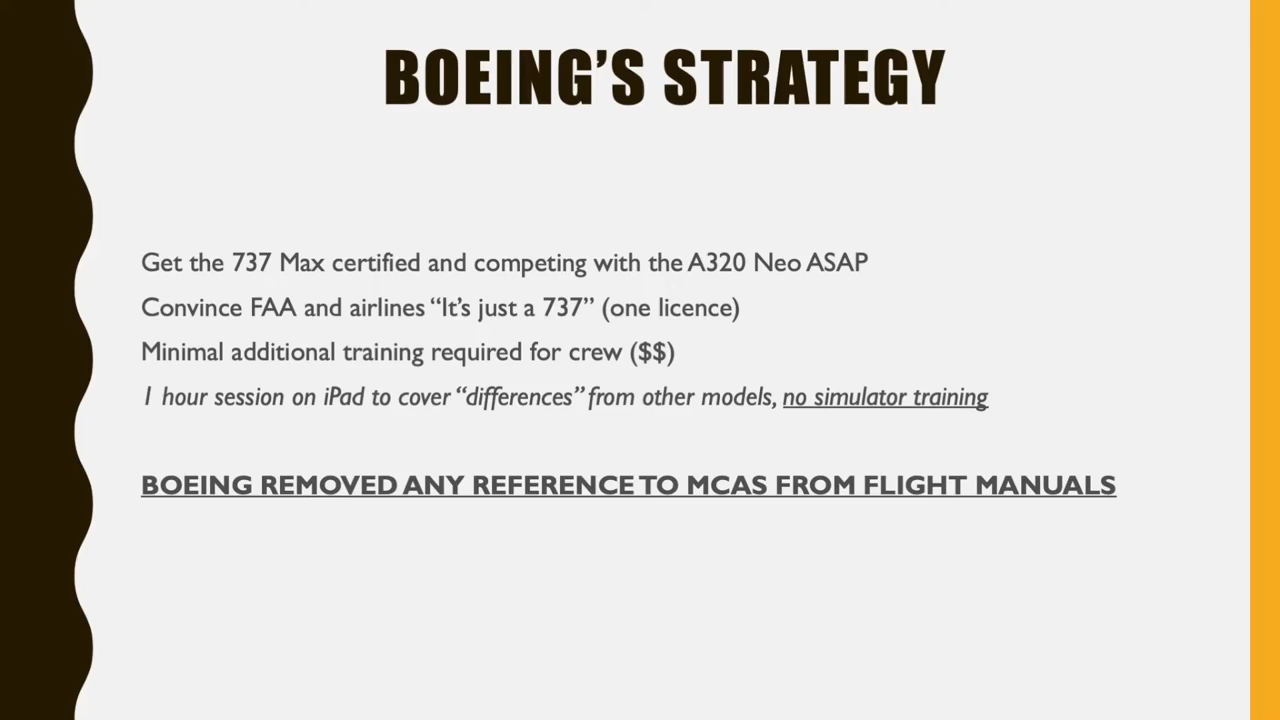 BOEING’S STRATEGY
Get the 737 Max certified and competing with the A320 Neo ASAP
Convince FAA and airlines “It’s just a 737” (one licence)
Minimal additional training required for crew ($$)
1 hour session on iPad to cover “differences” from other models, no simulator training
BOEING REMOVED ANY REFERENCE TO MCAS FROM FLIGHT MANUALS